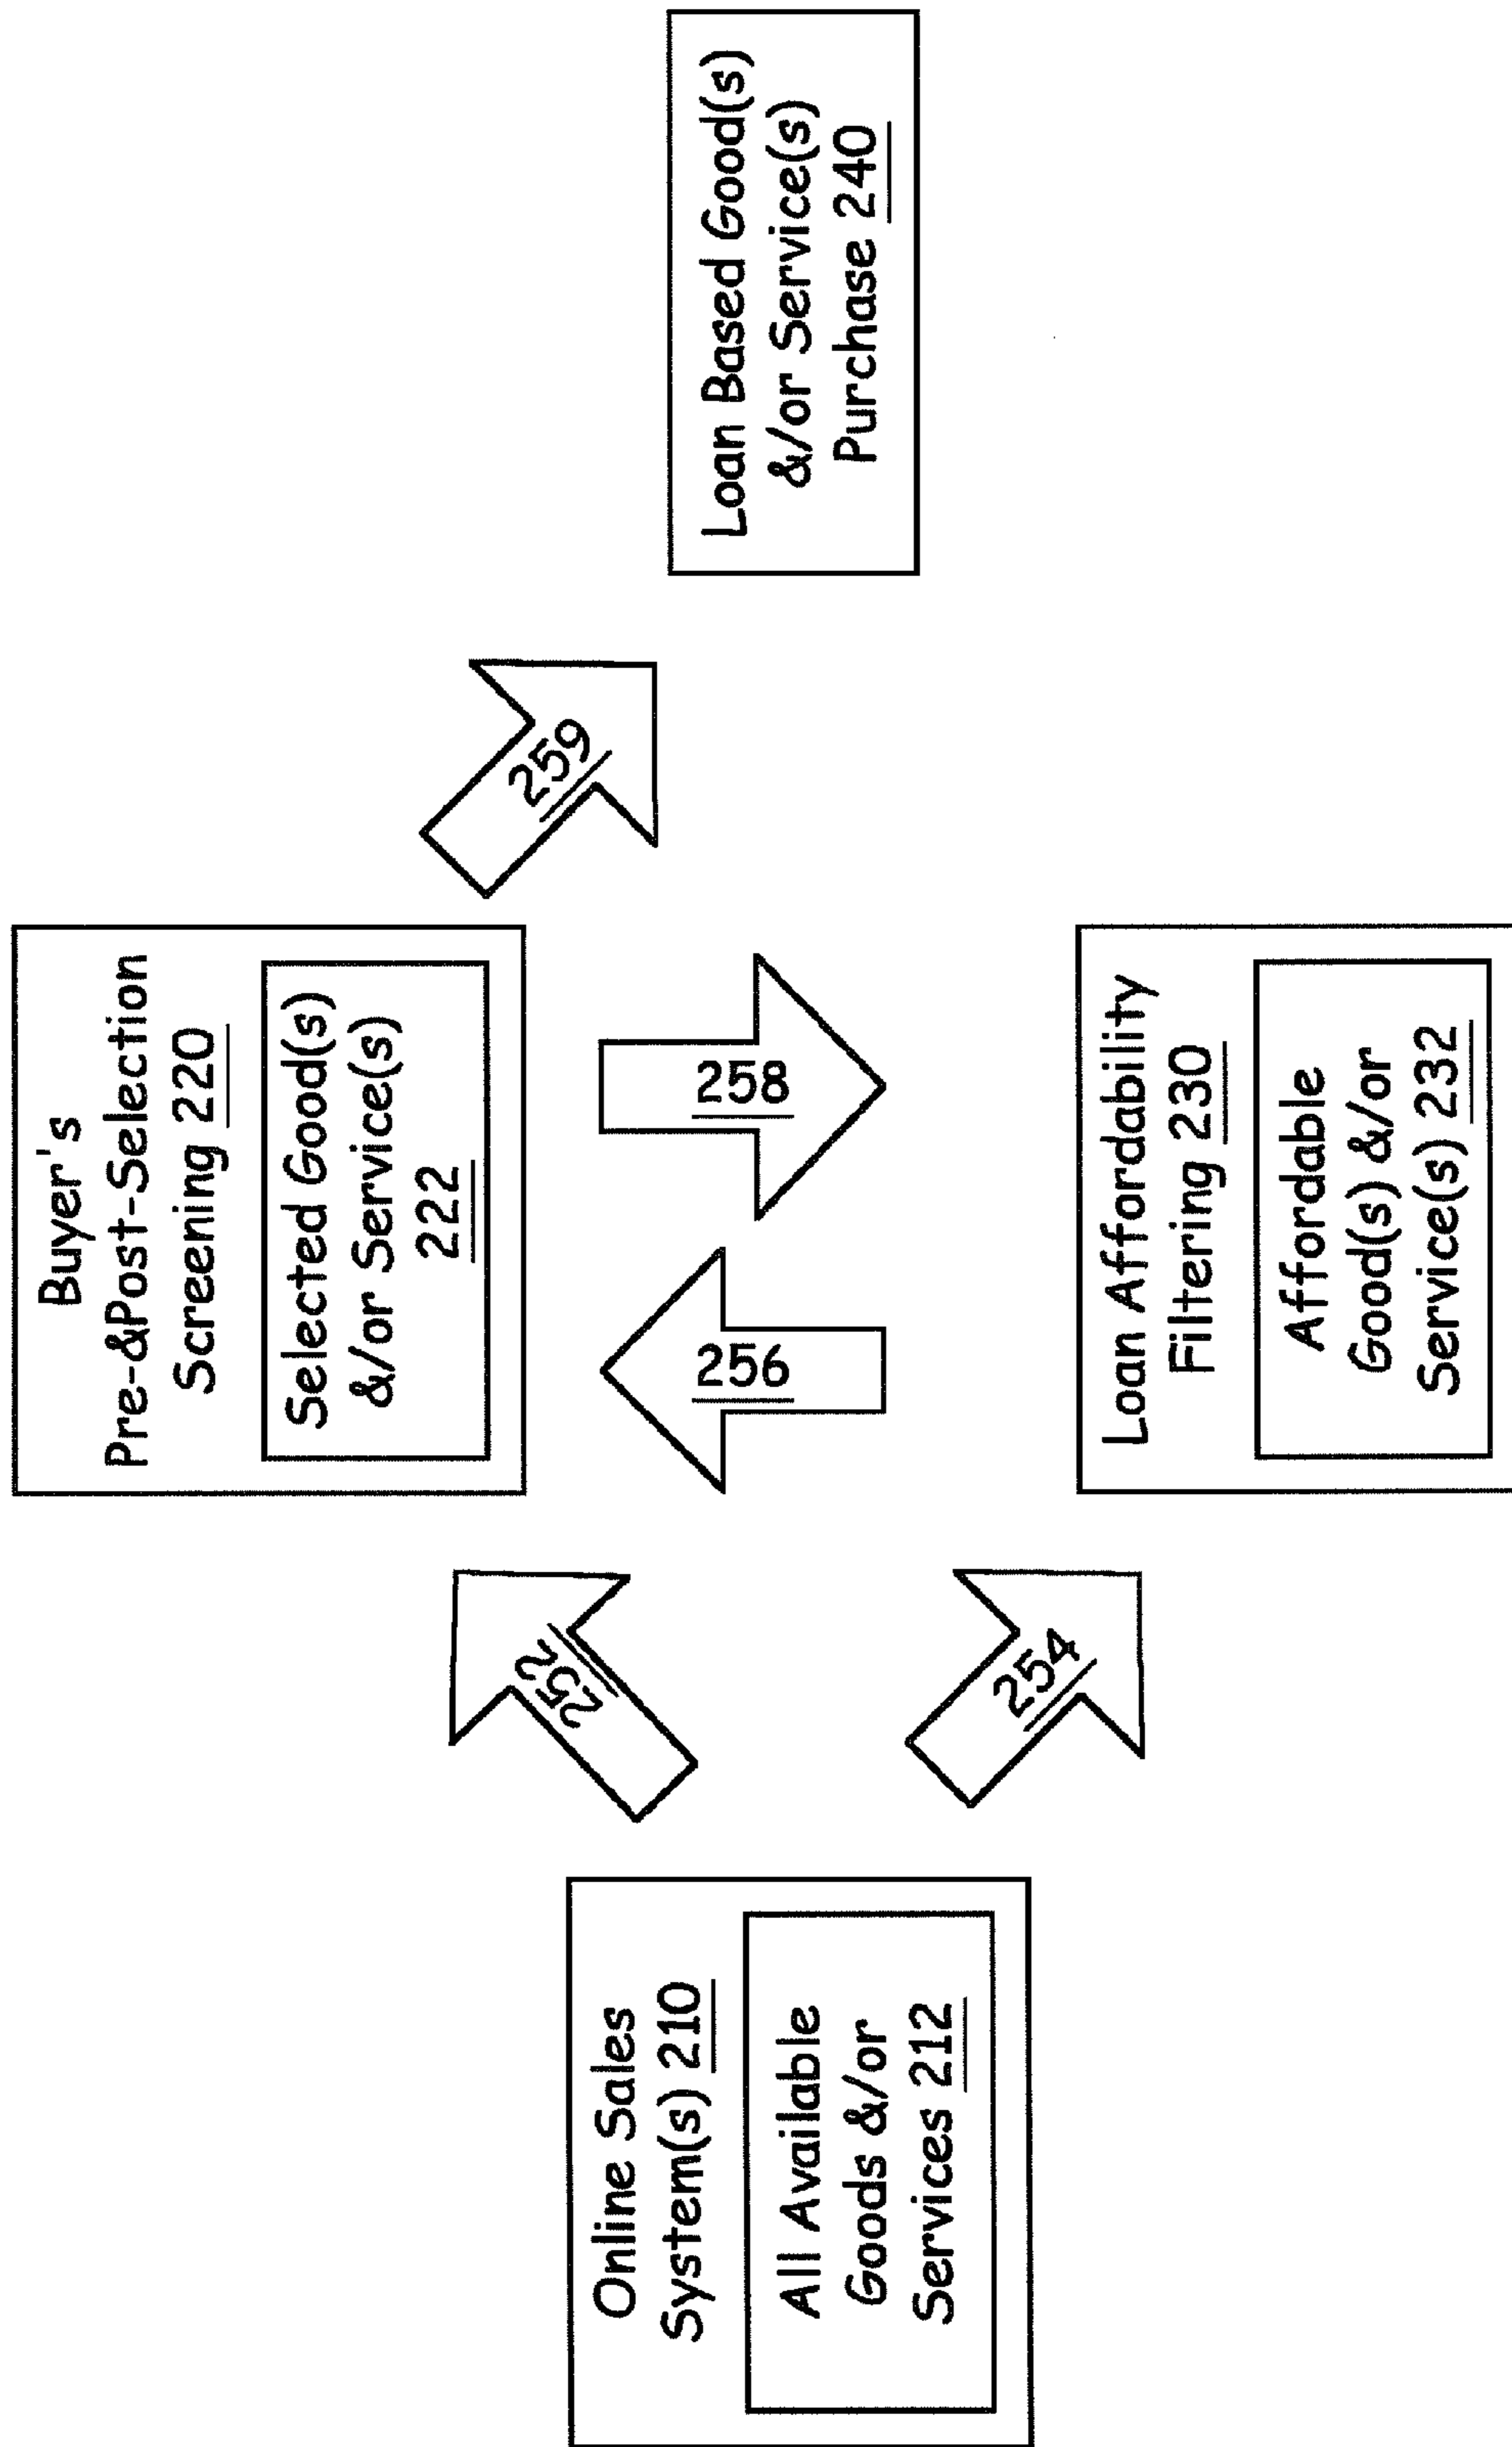 Online Sales
System(s) 210
All Available
Goods &/or
Services 212
252
254
Buyer's
Pre-&Post-Selection
Screening 220
Selected Good(s)
&/or Service(s)
222
256
258
Loan Affordability
Filtering 230
Affordable
Good(s) &/or
Service(s) 232
259
Loan Based Good(s)
&/or Service(s)
Purchase 240